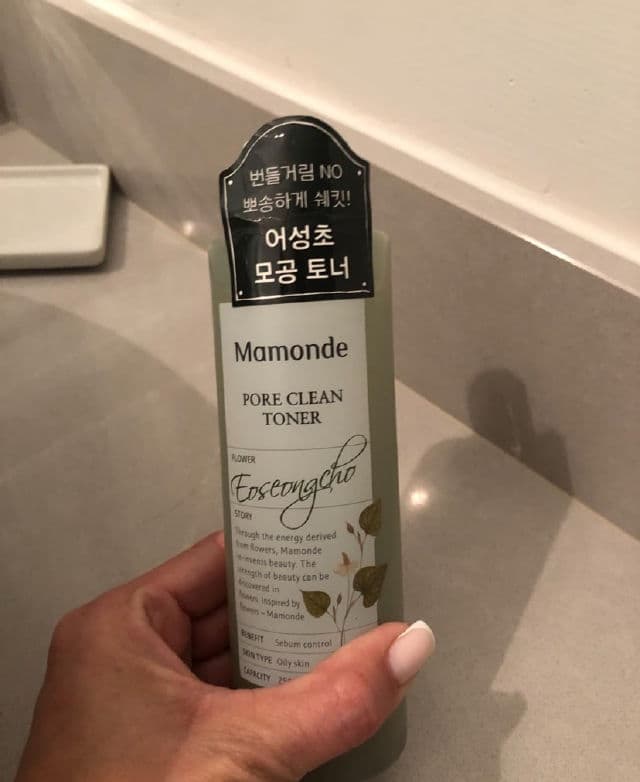 번들거림 NO
뽀송하게 쉐킷!
어성초
모공 토너
Mamonde
PORE CLEAN
TONER
FLOWER
Eoseongcho
STORY
Through the energy derived
from flowers, Mamonde
re-invents beauty. The
strength of beauty can be
discovered in
flowers inspired by
flowers – Mamonde
BENEFIT Sebum control
SKIN TYPE Oily skin
CAPACITY